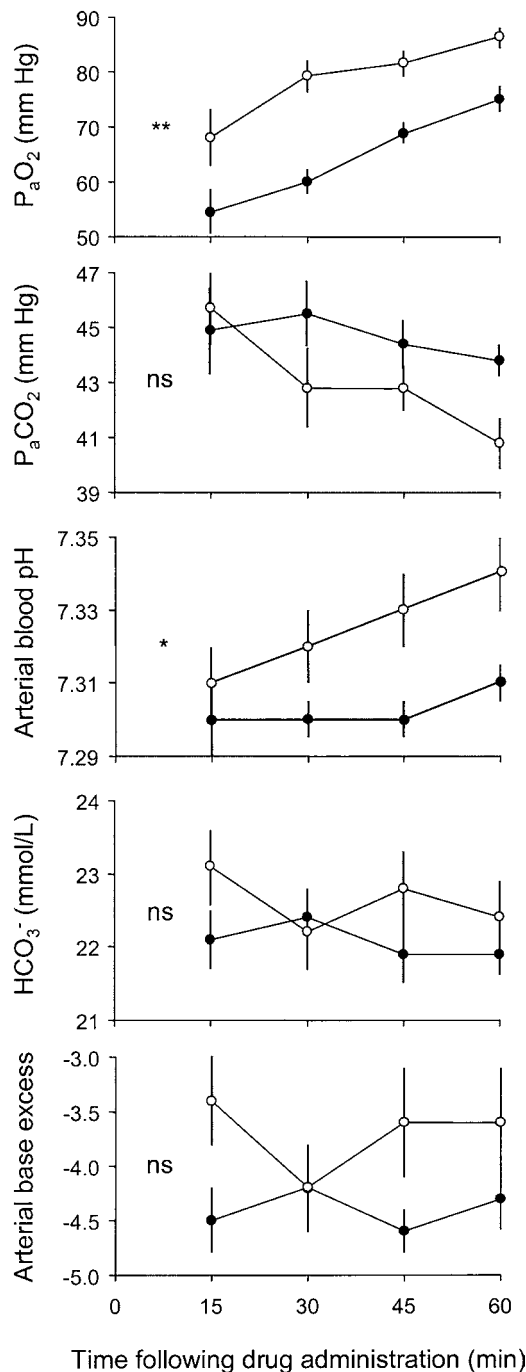 PaO2 (mm Hg)
90
80
70
60
50
**
PaCO2 (mm Hg)
47
45
43
41
39
ns
Arterial blood pH
7.35
7.33
7.31
7.29
*
HCO3- (mmol/L)
24
23
22
21
ns
Arterial base excess
-3.0
-3.5
-4.0
-4.5
-5.0
ns
0 15 30 45 60
Time following drug administration (min)